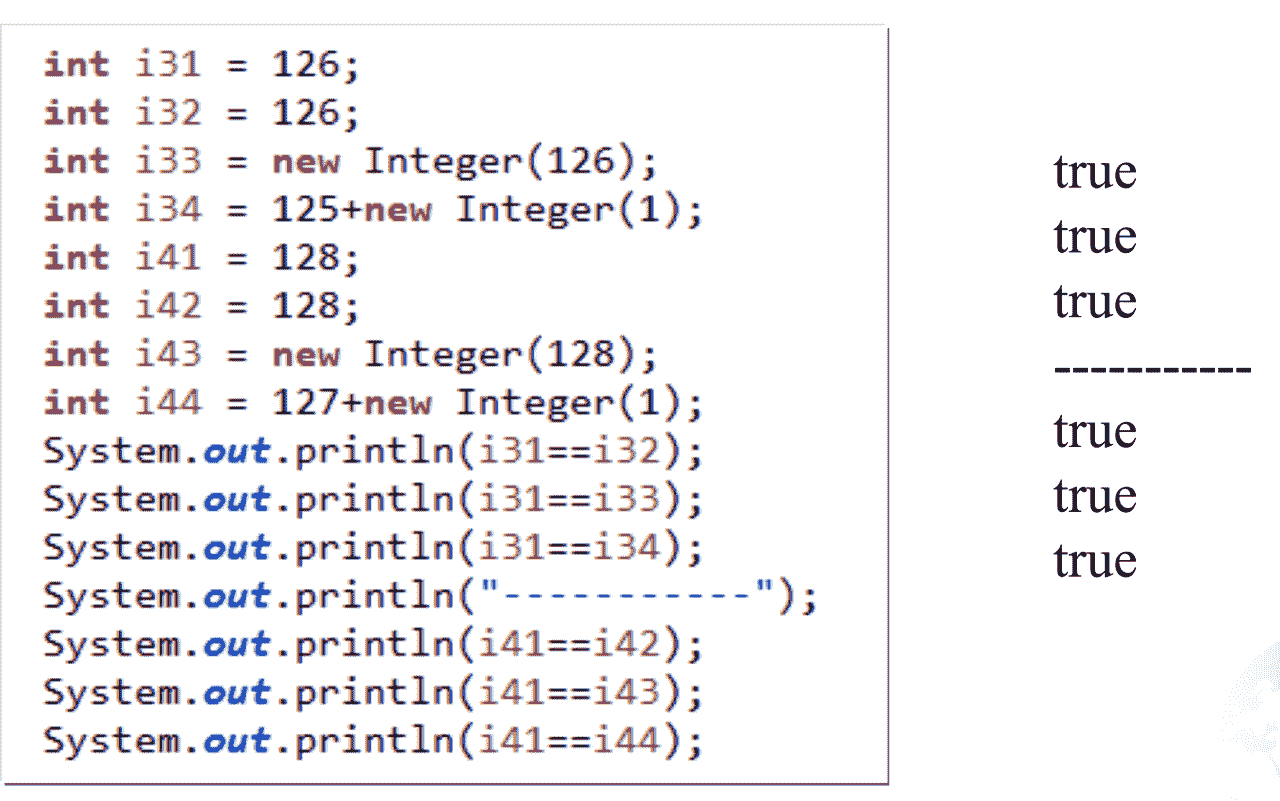 int i31 = 126;
int i32 = 126;
int i33 = new Integer(126);
int i34 = 125+new Integer(1);
int i41 = 128;
int i42 = 128;
int i43 = new Integer(128);
int i44 = 127+new Integer(1);
System.out.println(i31==i32);
System.out.println(i31==i33);
System.out.println(i31==i34);
System.out.println("-----------");
System.out.println(i41==i42);
System.out.println(i41==i43);
System.out.println(i41==i44);
true
true
true
-----------
true
true
true